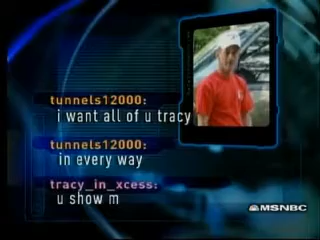 tunnels12000:
i want all of u tracy
tunnels12000:
in every way
tracy_in_xcess:
u show m
MSNBC